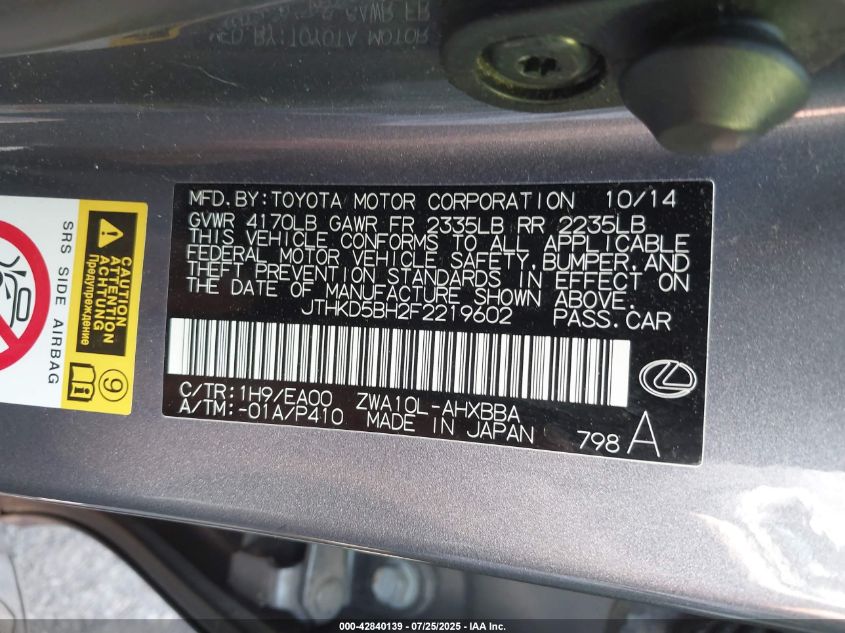 MFD. BY: TOYOTA MOTOR CORPORATION 10/14
GVWR 4170LB GAWR FR 2335LB RR 2235LB
THIS VEHICLE CONFORMS TO ALL APPLICABLE
FEDERAL MOTOR VEHICLE SAFETY, BUMPER, AND
THEFT PREVENTION STANDARDS IN EFFECT ON
THE DATE OF MANUFACTURE SHOWN ABOVE.
JTHKD5BH2F2219602 PASS. CAR
C/TR: 1H9/EA00 ZWA10L-AHXBBA
A/TM: -01A/P410 MADE IN JAPAN
798 A
SRS SIDE AIRBAG
CAUTION
ATTENTION
ACHTUNG
Предупреждение
9
000-42840139 - 07/25/2025 - IAA Inc.